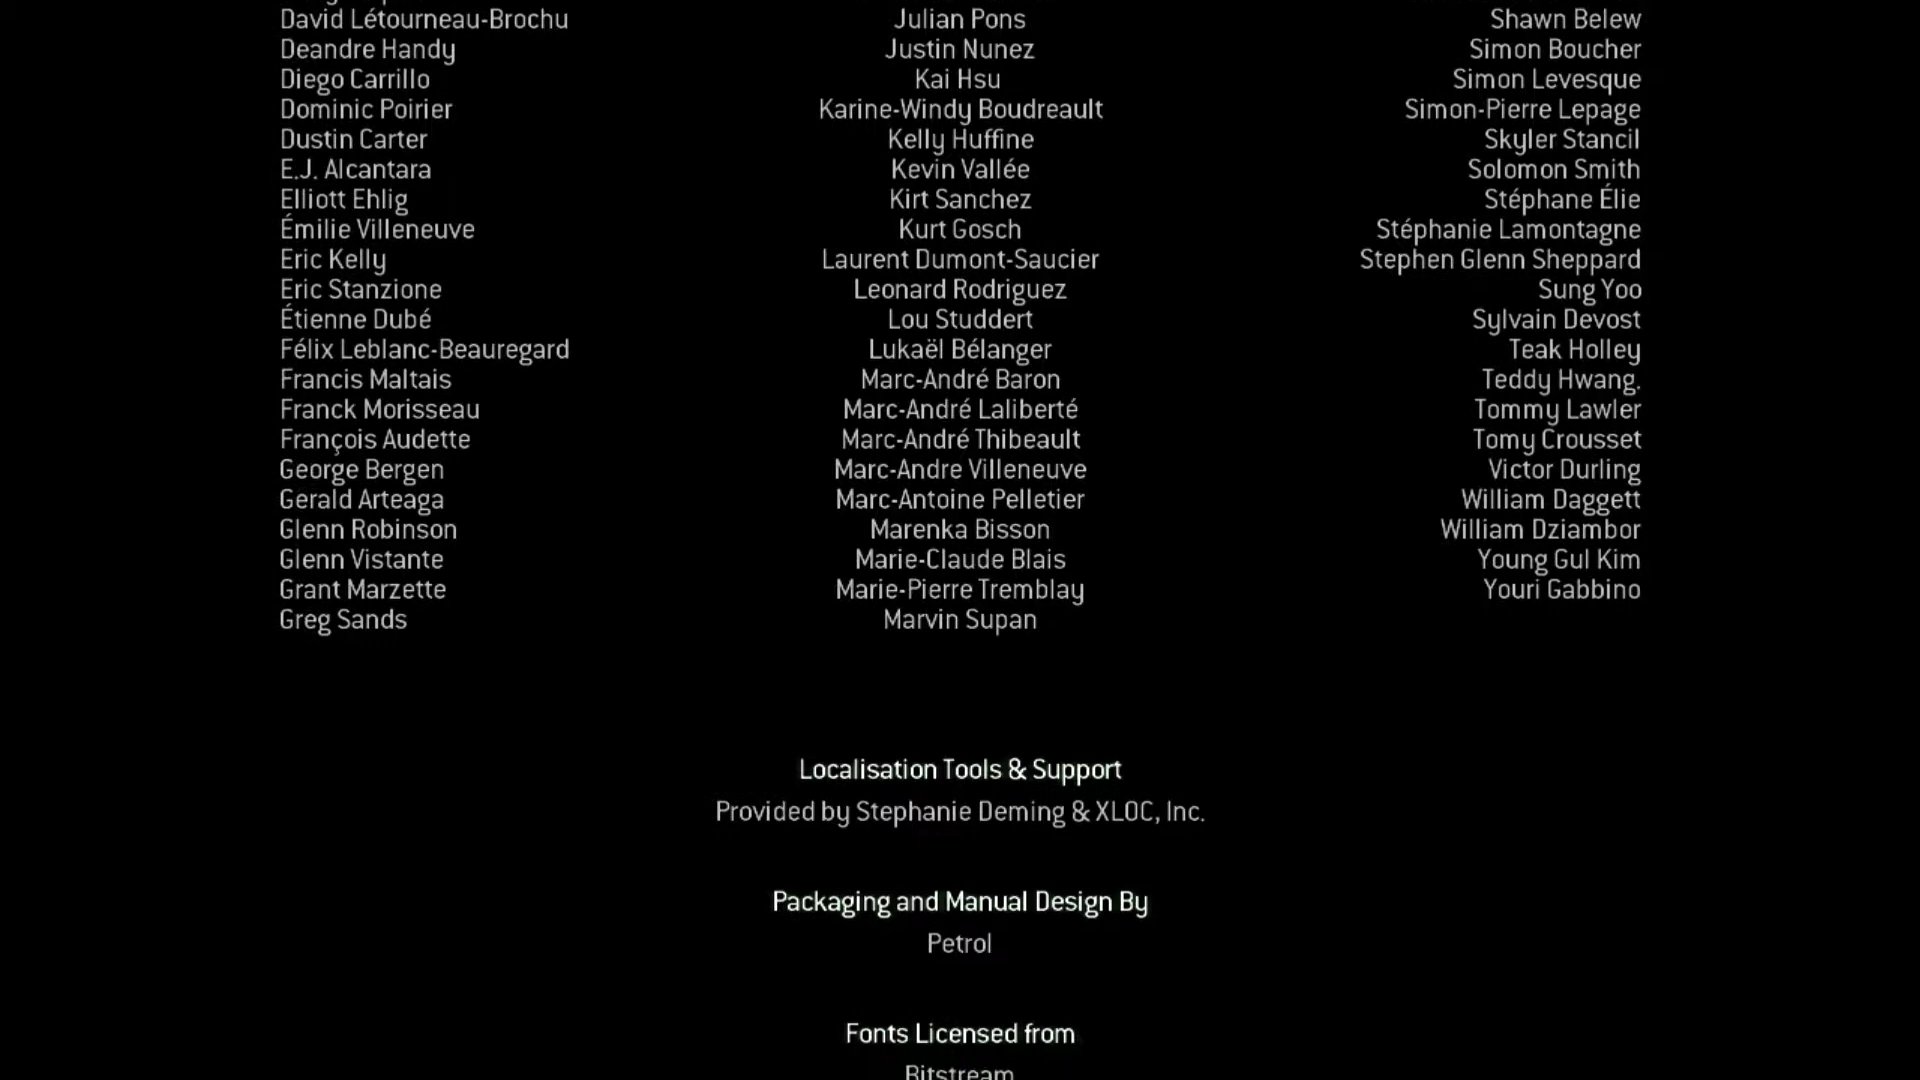 David Létourneau-Brochu
Deandre Handy
Diego Carrillo
Dominic Poirier
Dustin Carter
E.J. Alcantara
Elliott Ehlig
Émilie Villeneuve
Eric Kelly
Eric Stanzione
Étienne Dubé
Félix Leblanc-Beauregard
Francis Maltais
Franck Morisseau
François Audette
George Bergen
Gerald Arteaga
Glenn Robinson
Glenn Vistante
Grant Marzette
Greg Sands
Julian Pons
Justin Nunez
Kai Hsu
Karine-Windy Boudreault
Kelly Huffine
Kevin Vallée
Kirt Sanchez
Kurt Gosch
Laurent Dumont-Saucier
Leonard Rodriguez
Lou Studdert
Lukaël Bélanger
Marc-André Baron
Marc-André Laliberté
Marc-André Thibeault
Marc-Andre Villeneuve
Marc-Antoine Pelletier
Marenka Bisson
Marie-Claude Blais
Marie-Pierre Tremblay
Marvin Supan
Shawn Belew
Simon Boucher
Simon Levesque
Simon-Pierre Lepage
Skyler Stancil
Solomon Smith
Stéphane Élie
Stéphanie Lamontagne
Stephen Glenn Sheppard
Sung Yoo
Sylvain Devost
Teak Holley
Teddy Hwang.
Tommy Lawler
Tomy Crousset
Victor Durling
William Daggett
William Dziambor
Young Gul Kim
Youri Gabbino
Localisation Tools & Support
Provided by Stephanie Deming & XLOC, Inc.
Packaging and Manual Design By
Petrol
Fonts Licensed from
Bitstream